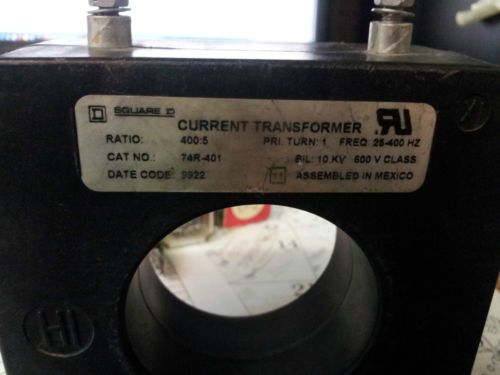 SQUARE D
CURRENT TRANSFORMER
RATIO: 400:5 PRI. TURN: 1 FREQ: 25-400 HZ
CAT NO.: 74R-401 BIL: 10 KV 600 V CLASS
DATE CODE: 9922 ASSEMBLED IN MEXICO
H1